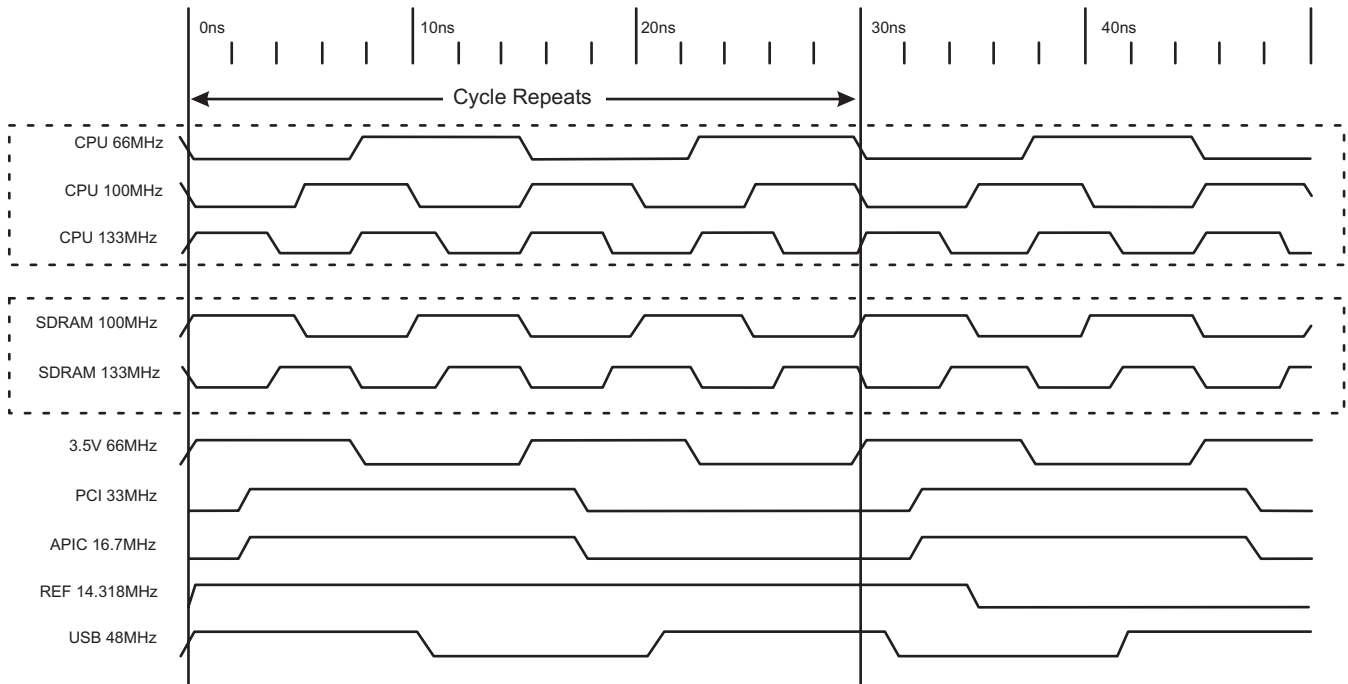 0ns 10ns 20ns 30ns 40ns
Cycle Repeats
CPU 66MHz
CPU 100MHz
CPU 133MHz
SDRAM 100MHz
SDRAM 133MHz
3.5V 66MHz
PCI 33MHz
APIC 16.7MHz
REF 14.318MHz
USB 48MHz